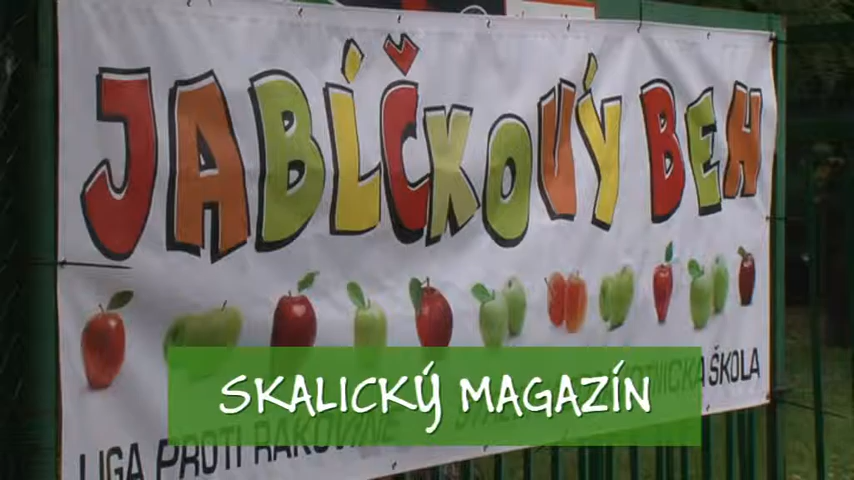 JABĹČKOVÝ BEH
LIGA PROTI RAKOVINE ŠKOLA
SKALICKÝ MAGAZÍN